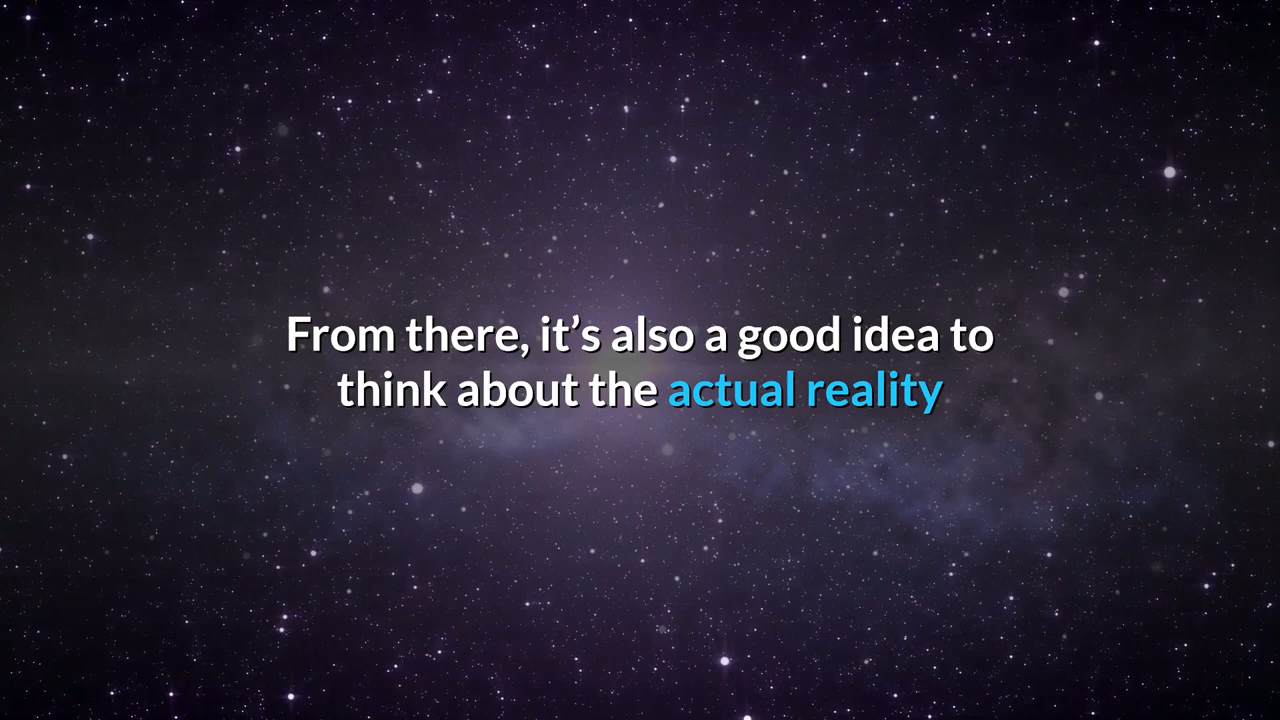 From there, it’s also a good idea to
think about the actual reality